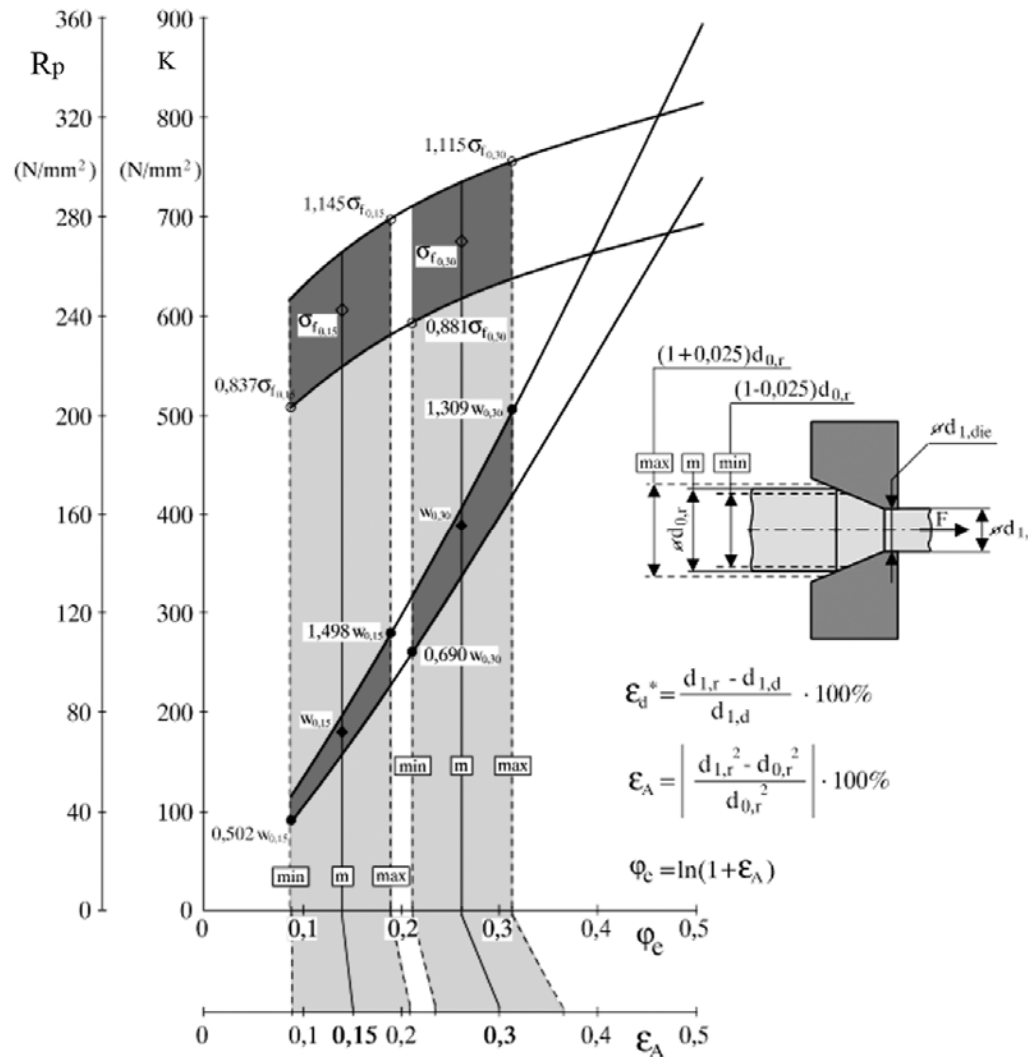 360
900
Rp
K
320
800
(N/mm²)
(N/mm²)
1,115σf0,30
280
700
1,145σf0,15
σf0,30
240
600
σf0,15
0,881σf0,30
(1+0,025)d0,r
(1-0,025)d0,r
0,837σf0,15
200
500
1,309 w0,30
ød1,die
max
m
min
160
400
w0,30
ød0,r
F
ød1,
120
300
1,498 w0,15
0,690 w0,30
εd* = (d1,r - d1,d) / d1,d · 100%
80
200
w0,15
min
m
max
εA = | (d1,r² - d0,r²) / d0,r² | · 100%
40
100
0,502 w0,15
min
m
max
φe =ln(1+εA)
0
0
0
0,1
0,2
0,3
0,4
φe
0,5
0
0,1
0,15
0,2
0,3
0,4
εA
0,5